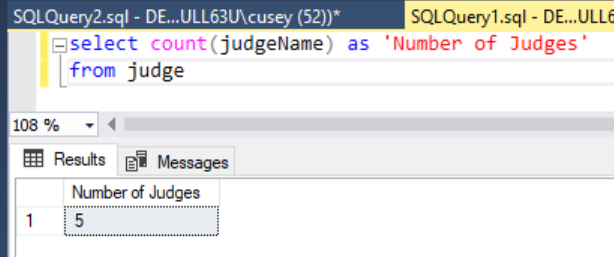 SQLQuery2.sql - DE...ULL63U\cusey (52))* SQLQuery1.sql - DE...ULL6
select count(judgeName) as 'Number of Judges'
from judge
108 %
Results Messages
Number of Judges
1 5